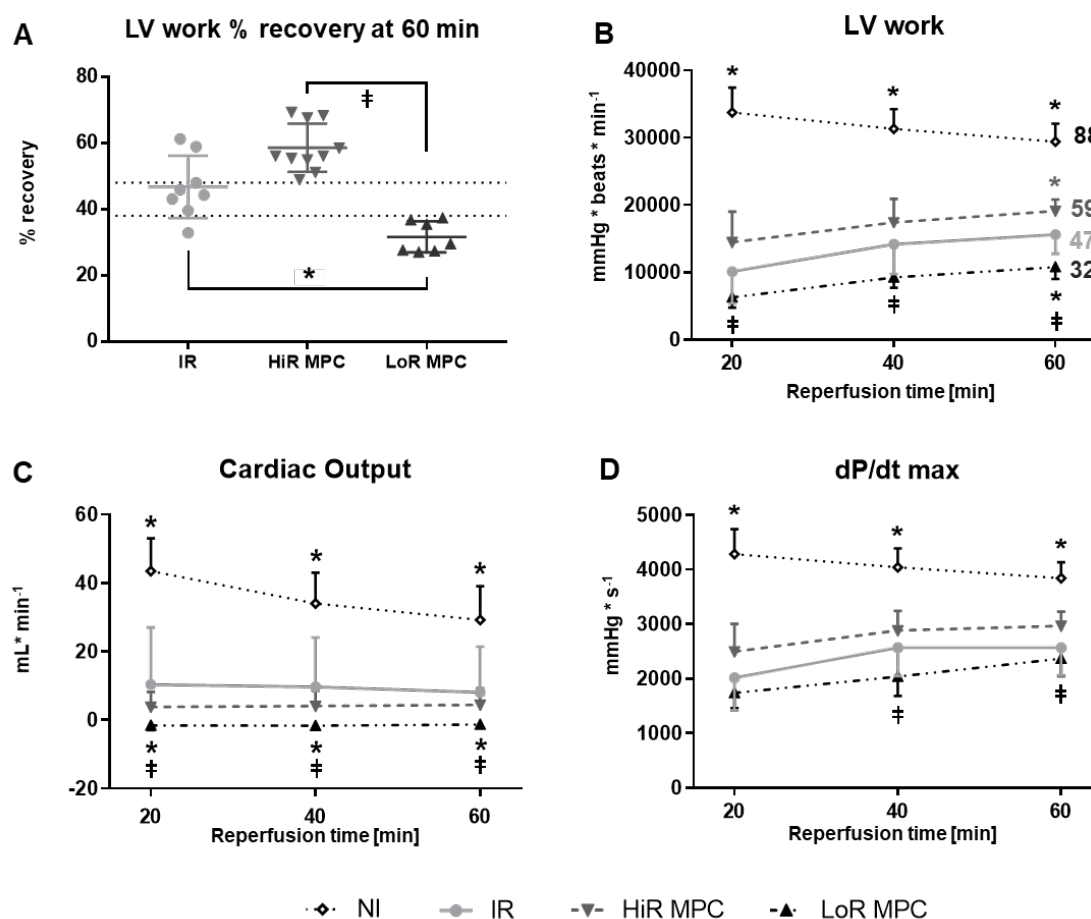 A
LV work % recovery at 60 min
80
60
40
20
0
% recovery
ǂ
*
IR
HiR MPC
LoR MPC
B
LV work
40000
30000
20000
10000
0
mmHg * beats * min-1
*
*
*
88
*
59
47
32
ǂ
ǂ
*
ǂ
20
40
60
Reperfusion time [min]
C
Cardiac Output
60
40
20
0
-20
mL* min-1
*
*
*
*
*
*
ǂ
ǂ
ǂ
20
40
60
Reperfusion time [min]
D
dP/dt max
5000
4000
3000
2000
1000
0
mmHg * s-1
*
*
*
ǂ
ǂ
20
40
60
Reperfusion time [min]
NI
IR
HiR MPC
LoR MPC